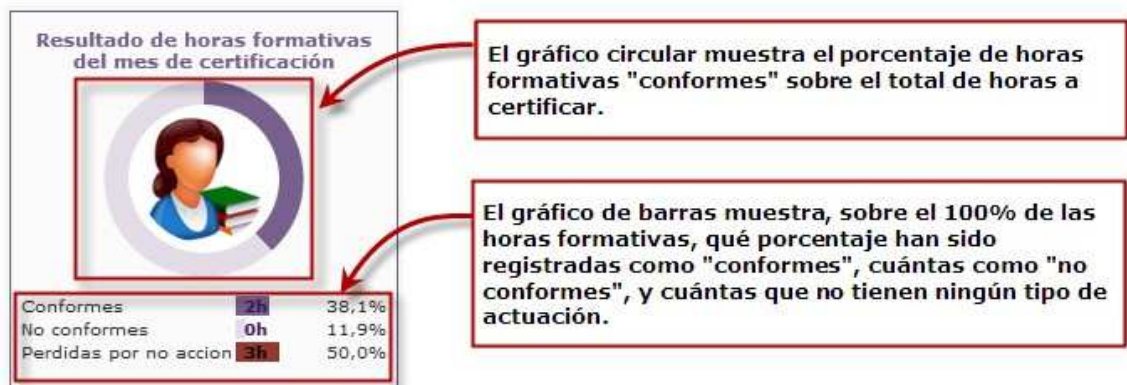 Resultado de horas formativas
del mes de certificación
El gráfico circular muestra el porcentaje de horas
formativas "conformes" sobre el total de horas a
certificar.
El gráfico de barras muestra, sobre el 100% de las
horas formativas, qué porcentaje han sido
registradas como "conformes", cuántas como "no
conformes", y cuántas que no tienen ningún tipo de
actuación.
Conformes 2h 38,1%
No conformes 0h 11,9%
Perdidas por no accion 3h 50,0%